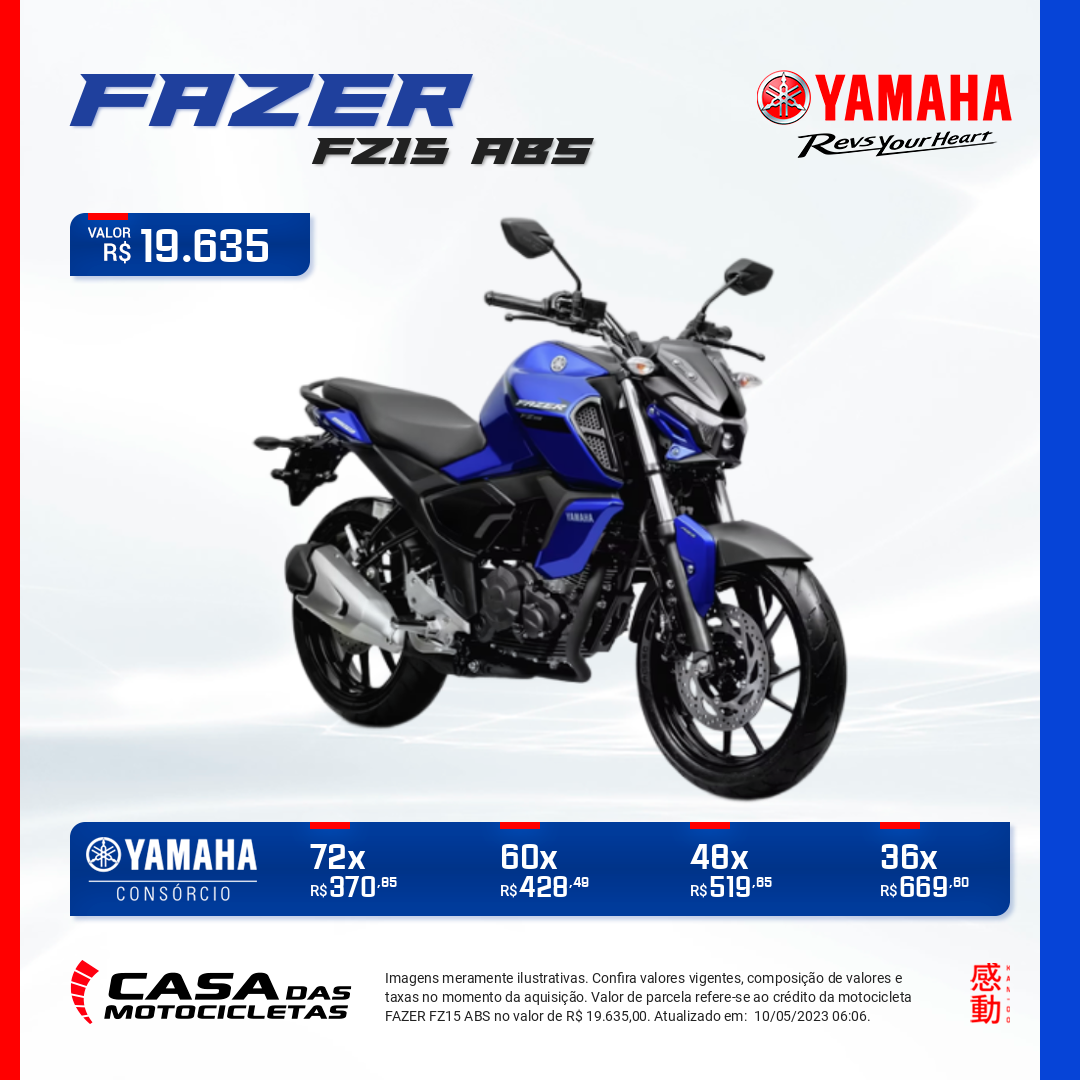 FAZER
FZ15 ABS
YAMAHA
Revs Your Heart
VALOR
R$ 19.635
FAZER
FZ15
YAMAHA
YAMAHA
CONSÓRCIO
72x
R$ 370,85
60x
R$ 428,49
48x
R$ 519,65
36x
R$ 669,60
CASA DAS
MOTOCICLETAS
Imagens meramente ilustrativas. Confira valores vigentes, composição de valores e
taxas no momento da aquisição. Valor de parcela refere-se ao crédito da motocicleta
FAZER FZ15 ABS no valor de R$ 19.635,00. Atualizado em: 10/05/2023 06:06.
感動